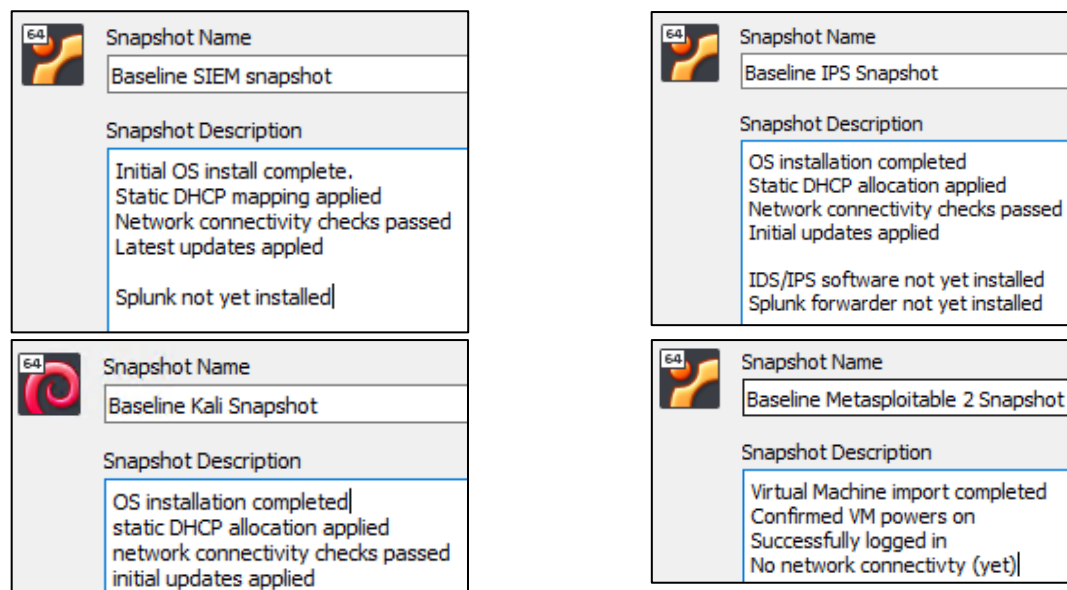 64
Snapshot Name
Baseline SIEM snapshot
Snapshot Description
Initial OS install complete.
Static DHCP mapping applied
Network connectivity checks passed
Latest updates appled
Splunk not yet installed
64
Snapshot Name
Baseline IPS Snapshot
Snapshot Description
OS installation completed
Static DHCP allocation applied
Network connectivity checks passed
Initial updates applied
IDS/IPS software not yet installed
Splunk forwarder not yet installed
64
Snapshot Name
Baseline Kali Snapshot
Snapshot Description
OS installation completed
static DHCP allocation applied
network connectivity checks passed
initial updates applied
64
Snapshot Name
Baseline Metasploitable 2 Snapshot
Snapshot Description
Virtual Machine import completed
Confirmed VM powers on
Successfully logged in
No network connectivty (yet)